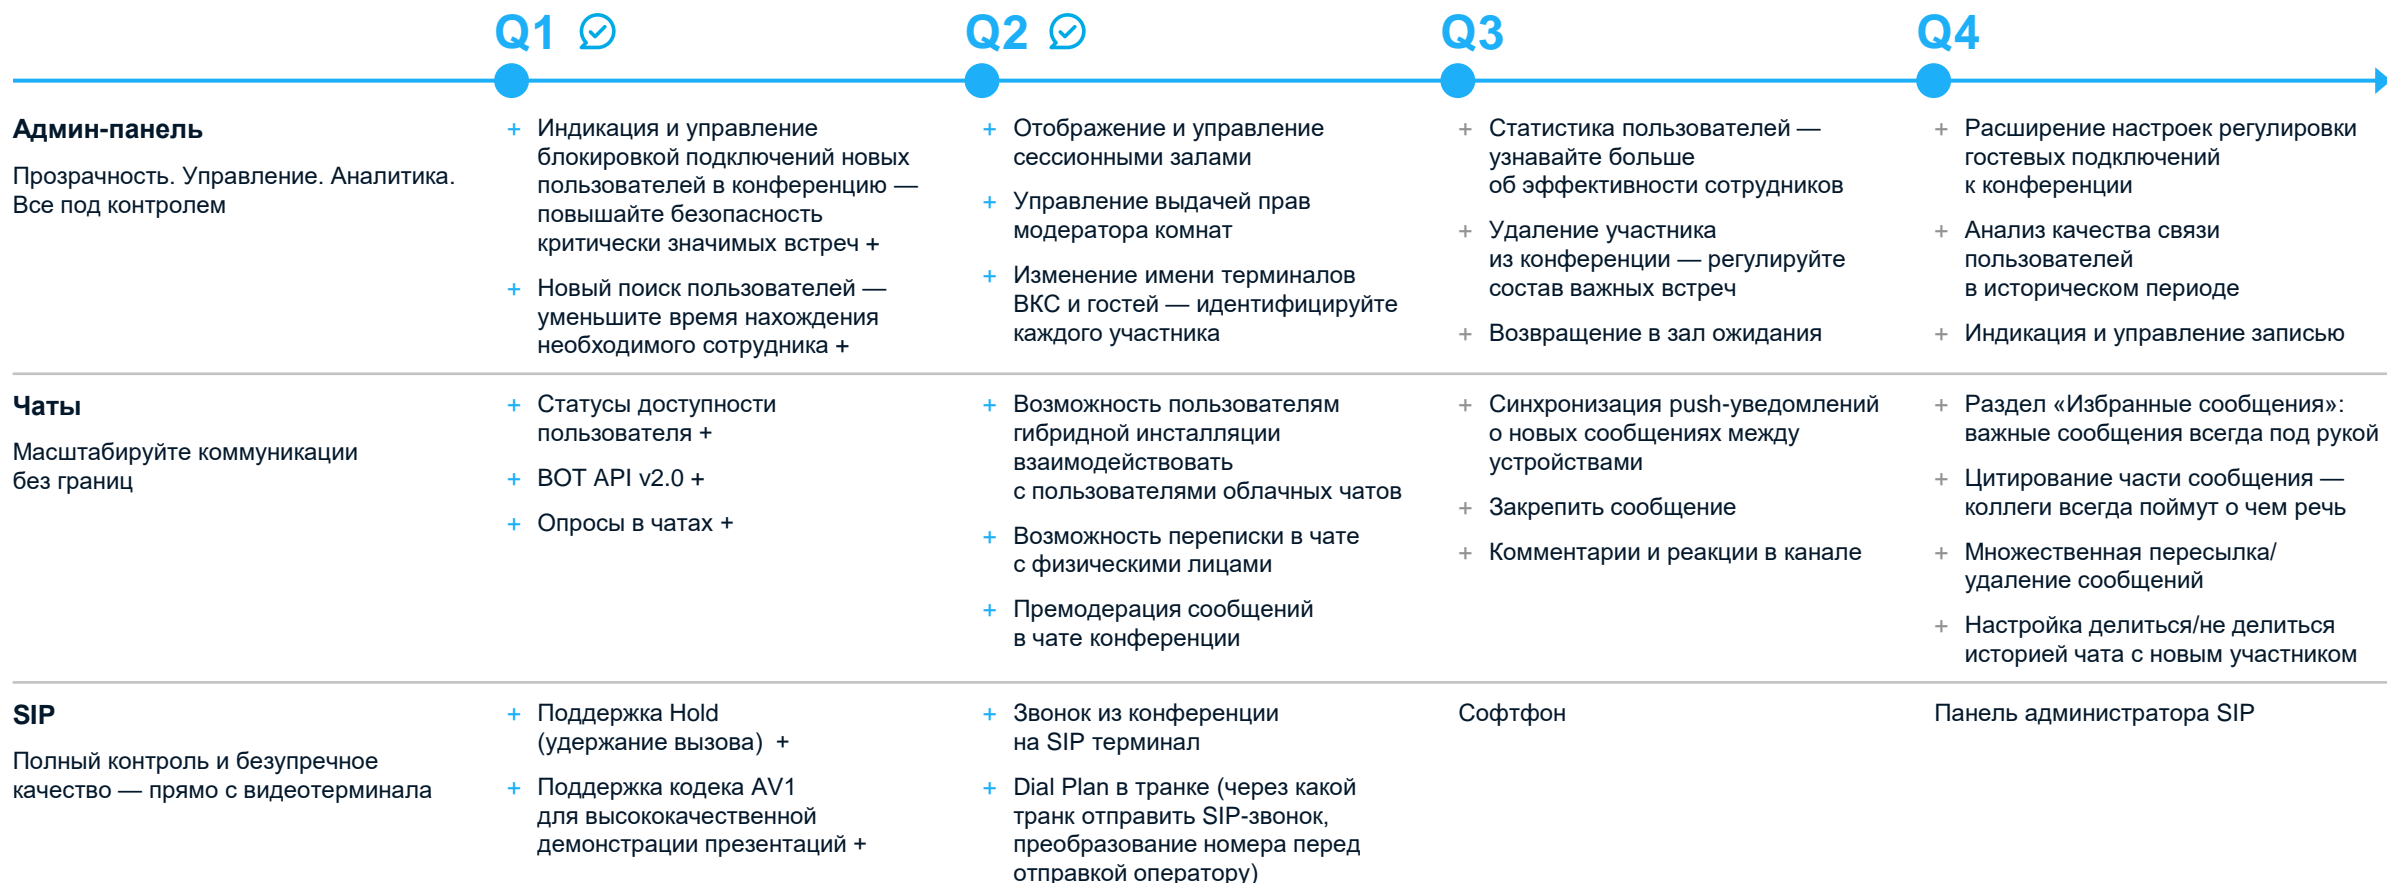 Q1
Q2
Q3
Q4
Админ-панель
Прозрачность. Управление. Аналитика.
Все под контролем
+ Индикация и управление
блокировкой подключений новых
пользователей в конференцию —
повышайте безопасность
критически значимых встреч +
+ Новый поиск пользователей —
уменьшите время нахождения
необходимого сотрудника +
+ Отображение и управление
сессионными залами
+ Управление выдачей прав
модератора комнат
+ Изменение имени терминалов
ВКС и гостей — идентифицируйте
каждого участника
+ Статистика пользователей —
узнавайте больше
об эффективности сотрудников
+ Удаление участника
из конференции — регулируйте
состав важных встреч
+ Возвращение в зал ожидания
+ Расширение настроек регулировки
гостевых подключений
к конференции
+ Анализ качества связи
пользователей
в историческом периоде
+ Индикация и управление записью
Чаты
Масштабируйте коммуникации
без границ
+ Статусы доступности
пользователя +
+ BOT API v2.0 +
+ Опросы в чатах +
+ Возможность пользователям
гибридной инсталляции
взаимодействовать
с пользователями облачных чатов
+ Возможность переписки в чате
с физическими лицами
+ Премодерация сообщений
в чате конференции
+ Синхронизация push-уведомлений
о новых сообщениях между
устройствами
+ Закрепить сообщение
+ Комментарии и реакции в канале
+ Раздел «Избранные сообщения»:
важные сообщения всегда под рукой
+ Цитирование части сообщения —
коллеги всегда поймут о чем речь
+ Множественная пересылка/
удаление сообщений
+ Настройка делиться/не делиться
историей чата с новым участником
SIP
Полный контроль и безупречное
качество — прямо с видеотерминала
+ Поддержка Hold
(удержание вызова) +
+ Поддержка кодека AV1
для высококачественной
демонстрации презентаций +
+ Звонок из конференции
на SIP терминал
+ Dial Plan в транке (через какой
транк отправить SIP-звонок,
преобразование номера перед
отправкой оператору)
Софтфон
Панель администратора SIP